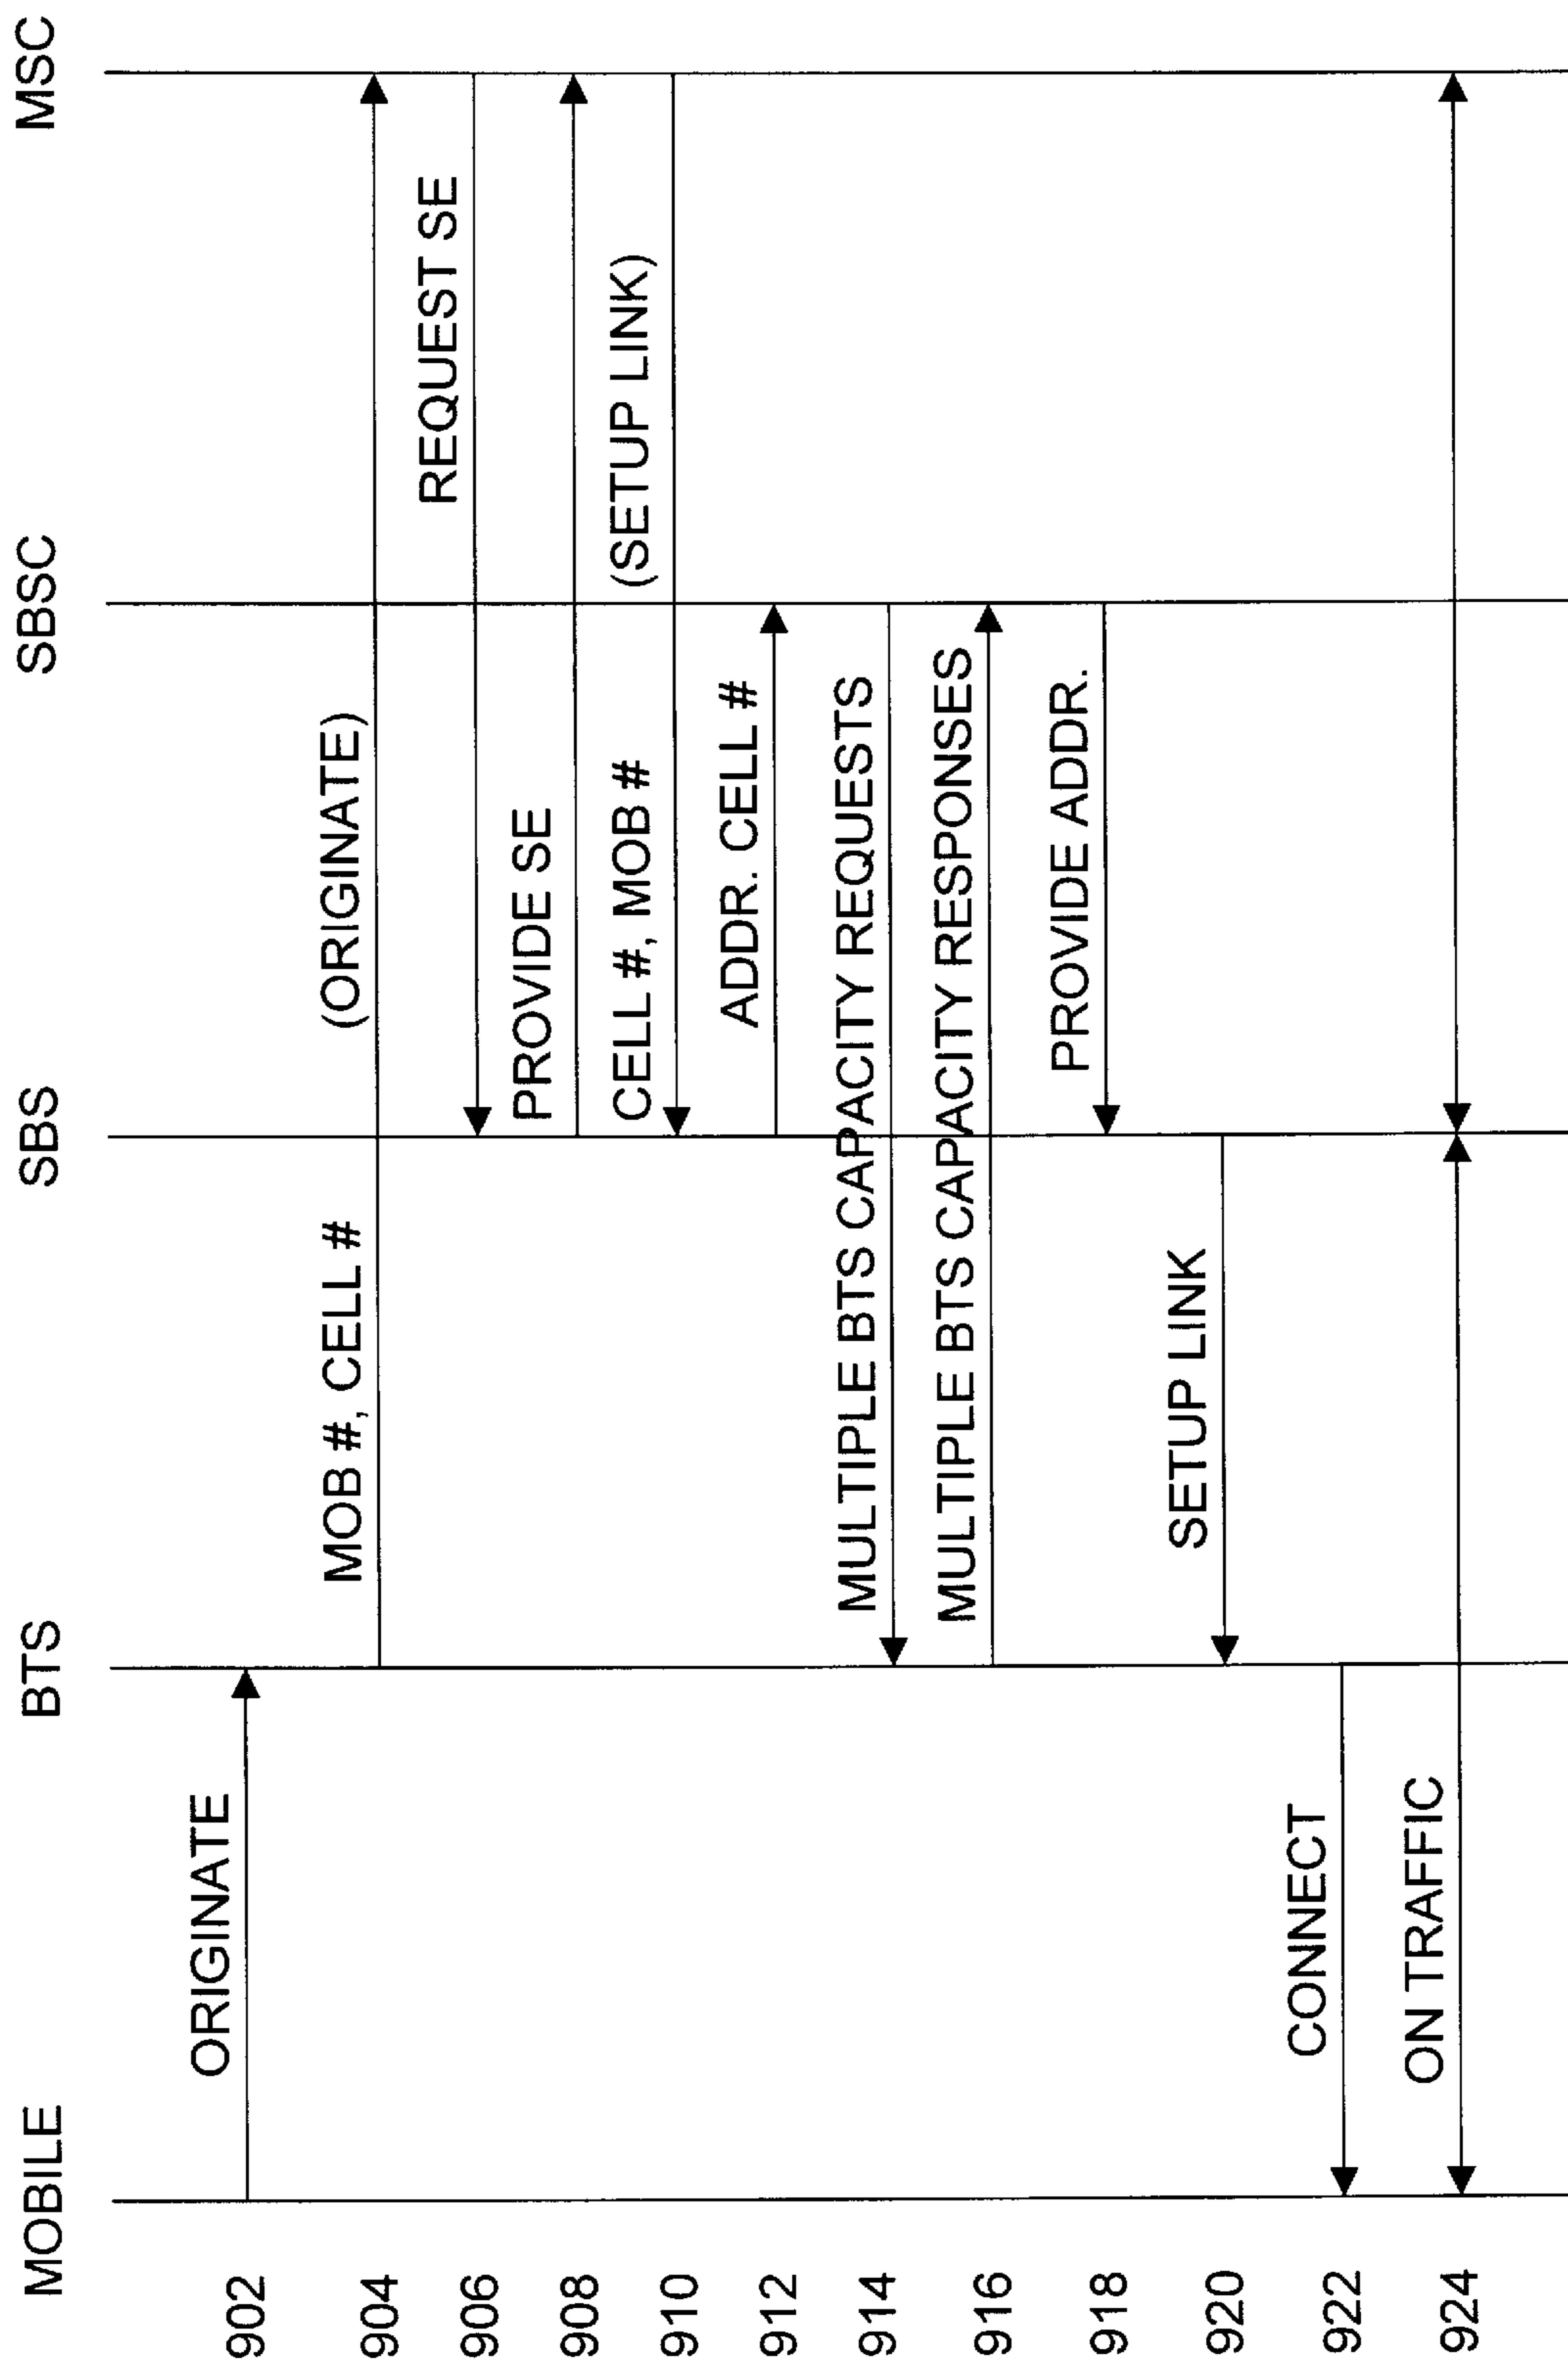 MOBILE BTS SBS SBSC MSC
902 ORIGINATE
904 MOB #, CELL # (ORIGINATE)
906 REQUEST SE
908 PROVIDE SE
910 CELL #, MOB # (SETUP LINK)
912 ADDR. CELL #
914 MULTIPLE BTS CAPACITY REQUESTS
916 MULTIPLE BTS CAPACITY RESPONSES
918 PROVIDE ADDR.
920 SETUP LINK
922 CONNECT
924 ON TRAFFIC